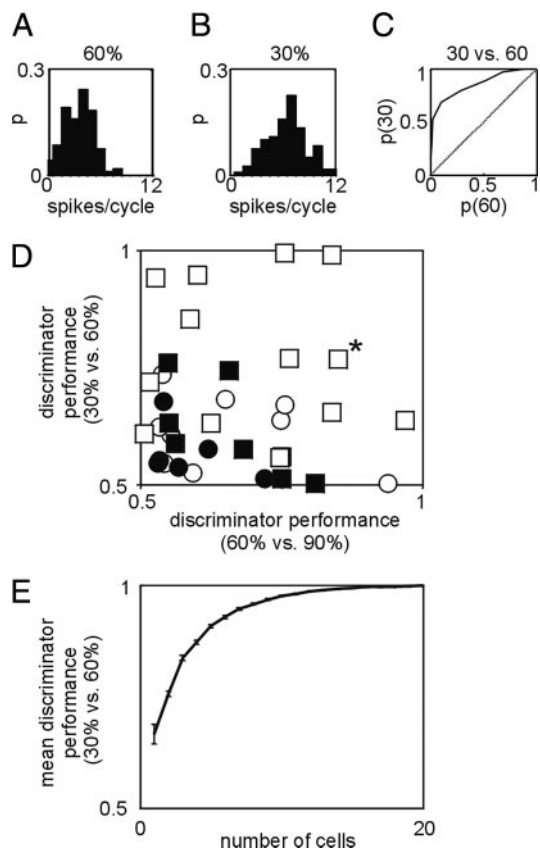 A
60%
0.3
p
0
0
12
spikes/cycle
B
30%
0.3
p
0
0
12
spikes/cycle
C
30 vs. 60
1
p(30)
0.5
0
0
0.5
1
p(60)
D
1
discriminator
performance
(30% vs. 60%)
*
0.5
0.5
1
discriminator performance
(60% vs. 90%)
E
1
mean discriminator
performance
(30% vs. 60%)
0.5
0
20
number of cells